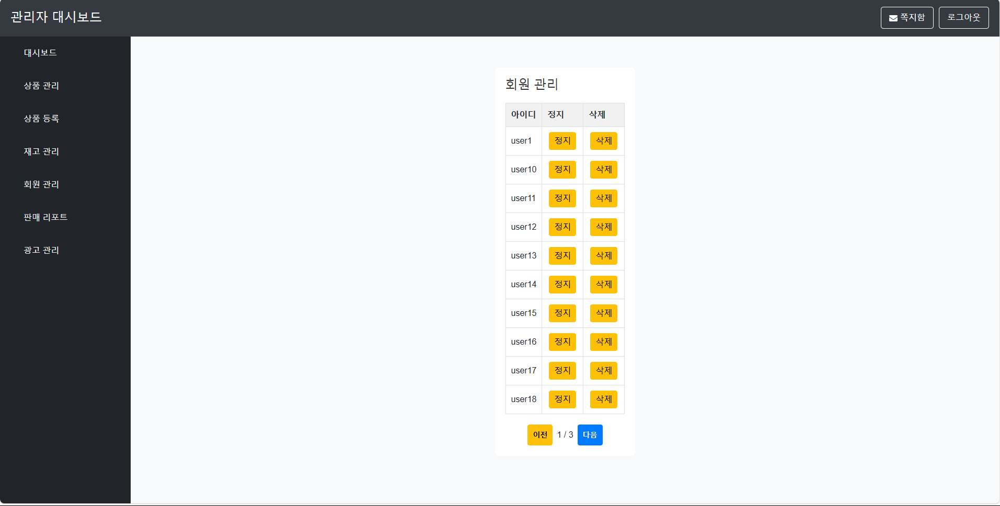 관리자 대시보드
쪽지함 로그아웃
대시보드
상품 관리
상품 등록
재고 관리
회원 관리
판매 리포트
광고 관리
회원 관리
아이디 정지 삭제
user1 정지 삭제
user10 정지 삭제
user11 정지 삭제
user12 정지 삭제
user13 정지 삭제
user14 정지 삭제
user15 정지 삭제
user16 정지 삭제
user17 정지 삭제
user18 정지 삭제
이전 1 / 3 다음